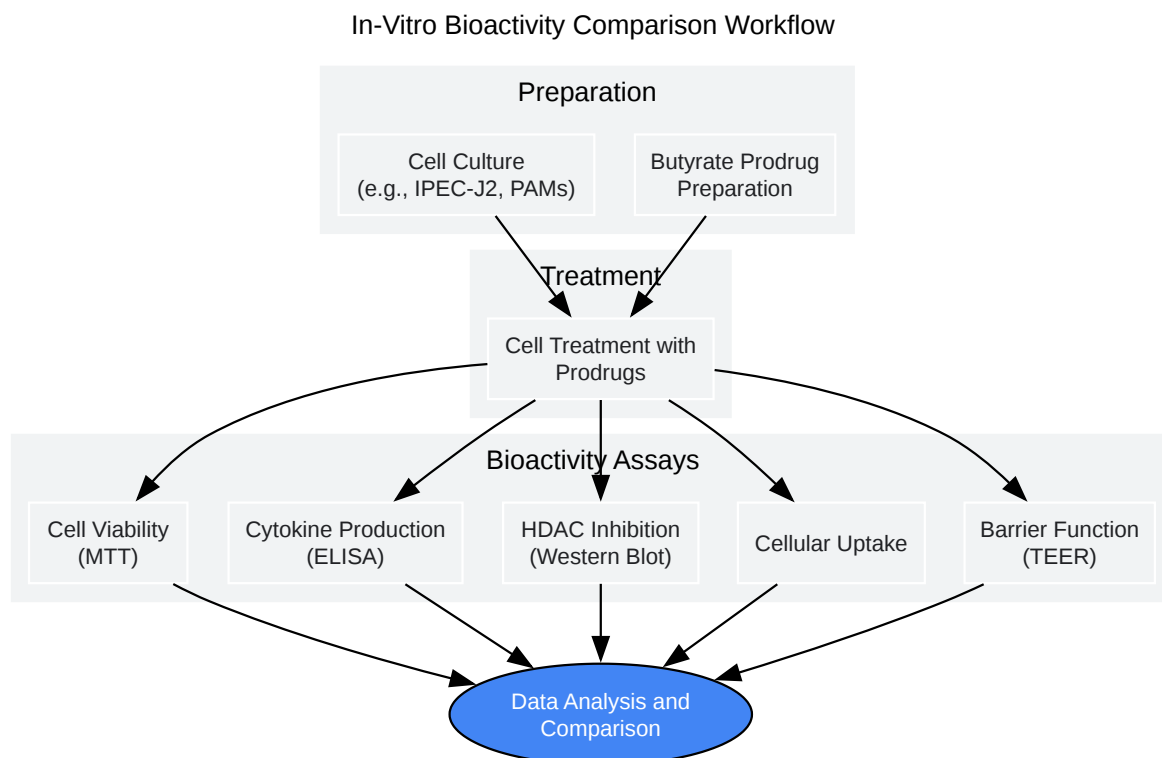 In-Vitro Bioactivity Comparison Workflow
Preparation
Cell Culture
(e.g., IPEC-J2, PAMs)
Butyrate Prodrug
Preparation
Treatment
Cell Treatment with
Prodrugs
Bioactivity Assays
Cell Viability
(MTT)
Cytokine Production
(ELISA)
HDAC Inhibition
(Western Blot)
Cellular Uptake
Barrier Function
(TEER)
Data Analysis and
Comparison